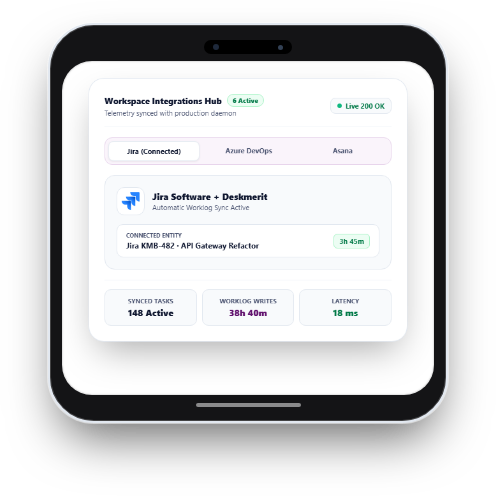 Workspace Integrations Hub
6 Active
Telemetry synced with production daemon
Live 200 OK
Jira (Connected)
Azure DevOps
Asana
Jira Software + Deskmerit
Automatic Worklog Sync Active
CONNECTED ENTITY
Jira KMB-482 • API Gateway Refactor
3h 45m
SYNCED TASKS
148 Active
WORKLOG WRITES
38h 40m
LATENCY
18 ms